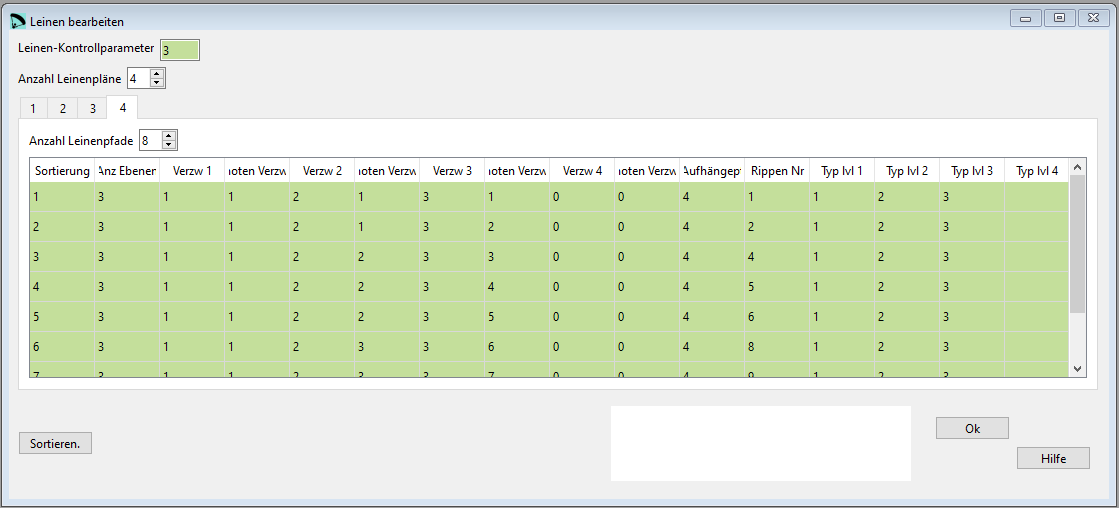 Leinen bearbeiten
Leinen-Kontrollparameter 3
Anzahl Leinenpläne 4
1 2 3 4
Anzahl Leinenpfade 8
Sortierung Anz Ebener Verzw 1 noten Verzw Verzw 2 noten Verzw Verzw 3 noten Verzw Verzw 4 noten Verzw Aufhängep Rippen Nr Typ lvl 1 Typ lvl 2 Typ lvl 3 Typ lvl 4
1 3 1 1 2 1 3 1 0 0 4 1 1 2 3
2 3 1 1 2 1 3 2 0 0 4 2 1 2 3
3 3 1 1 2 2 3 3 0 0 4 4 1 2 3
4 3 1 1 2 2 3 4 0 0 4 5 1 2 3
5 3 1 1 2 2 3 5 0 0 4 6 1 2 3
6 3 1 1 2 3 3 6 0 0 4 8 1 2 3
7 3 1 1 2 3 3 7 0 0 4 9 1 2 3
Sortieren.
Ok
Hilfe